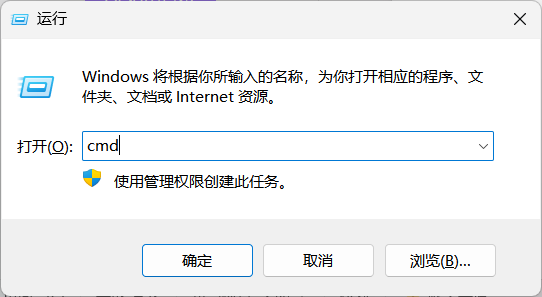 运行
Windows 将根据你所输入的名称，为你打开相应的程序、文
件夹、文档或 Internet 资源。
打开(O):
cmd
使用管理权限创建此任务。
确定
取消
浏览(B)...